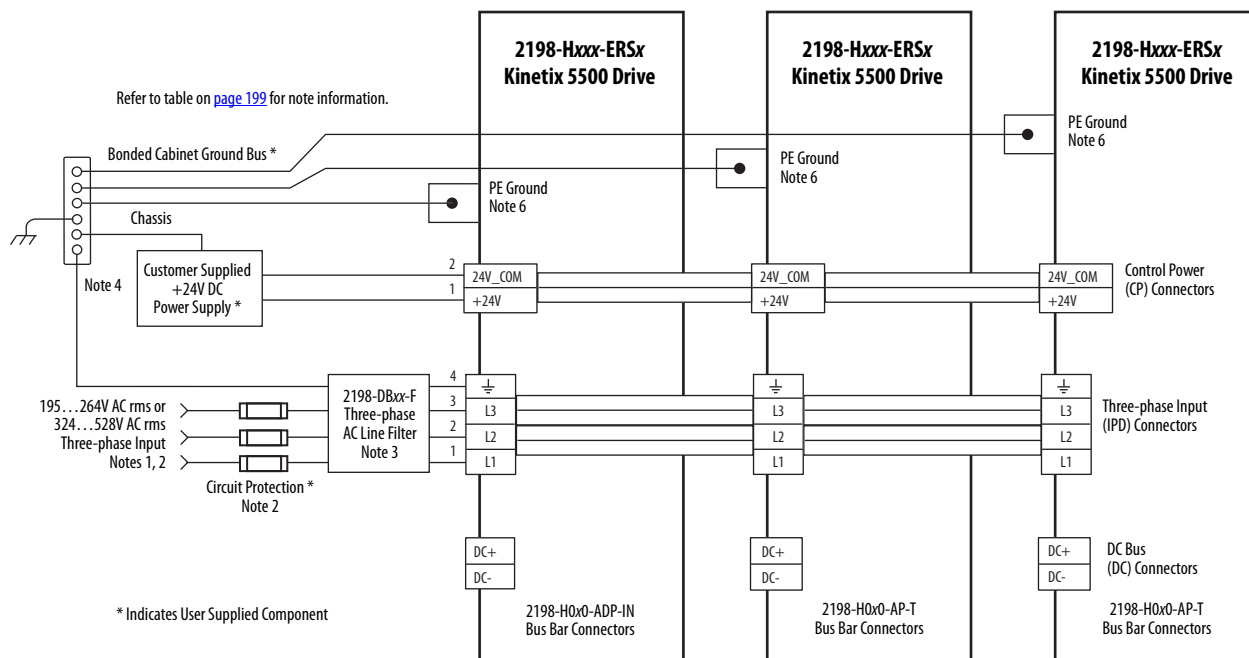 2198-Hxxx-ERSx
Kinetix 5500 Drive
2198-Hxxx-ERSx
Kinetix 5500 Drive
2198-Hxxx-ERSx
Kinetix 5500 Drive
Refer to table on page 199 for note information.
Bonded Cabinet Ground Bus *
PE Ground
Note 6
PE Ground
Note 6
PE Ground
Note 6
Chassis
Note 4
Customer Supplied
+24V DC
Power Supply *
2
1
24V_COM
+24V
24V_COM
+24V
24V_COM
+24V
Control Power
(CP) Connectors
195…264V AC rms or
324…528V AC rms
Three-phase Input
Notes 1, 2
Circuit Protection *
Note 2
2198-DBxx-F
Three-phase
AC Line Filter
Note 3
4
3
2
1
L3
L2
L1
L3
L2
L1
L3
L2
L1
Three-phase Input
(IPD) Connectors
DC+
DC-
DC+
DC-
DC+
DC-
DC Bus
(DC) Connectors
* Indicates User Supplied Component
2198-H0x0-ADP-IN
Bus Bar Connectors
2198-H0x0-AP-T
Bus Bar Connectors
2198-H0x0-AP-T
Bus Bar Connectors